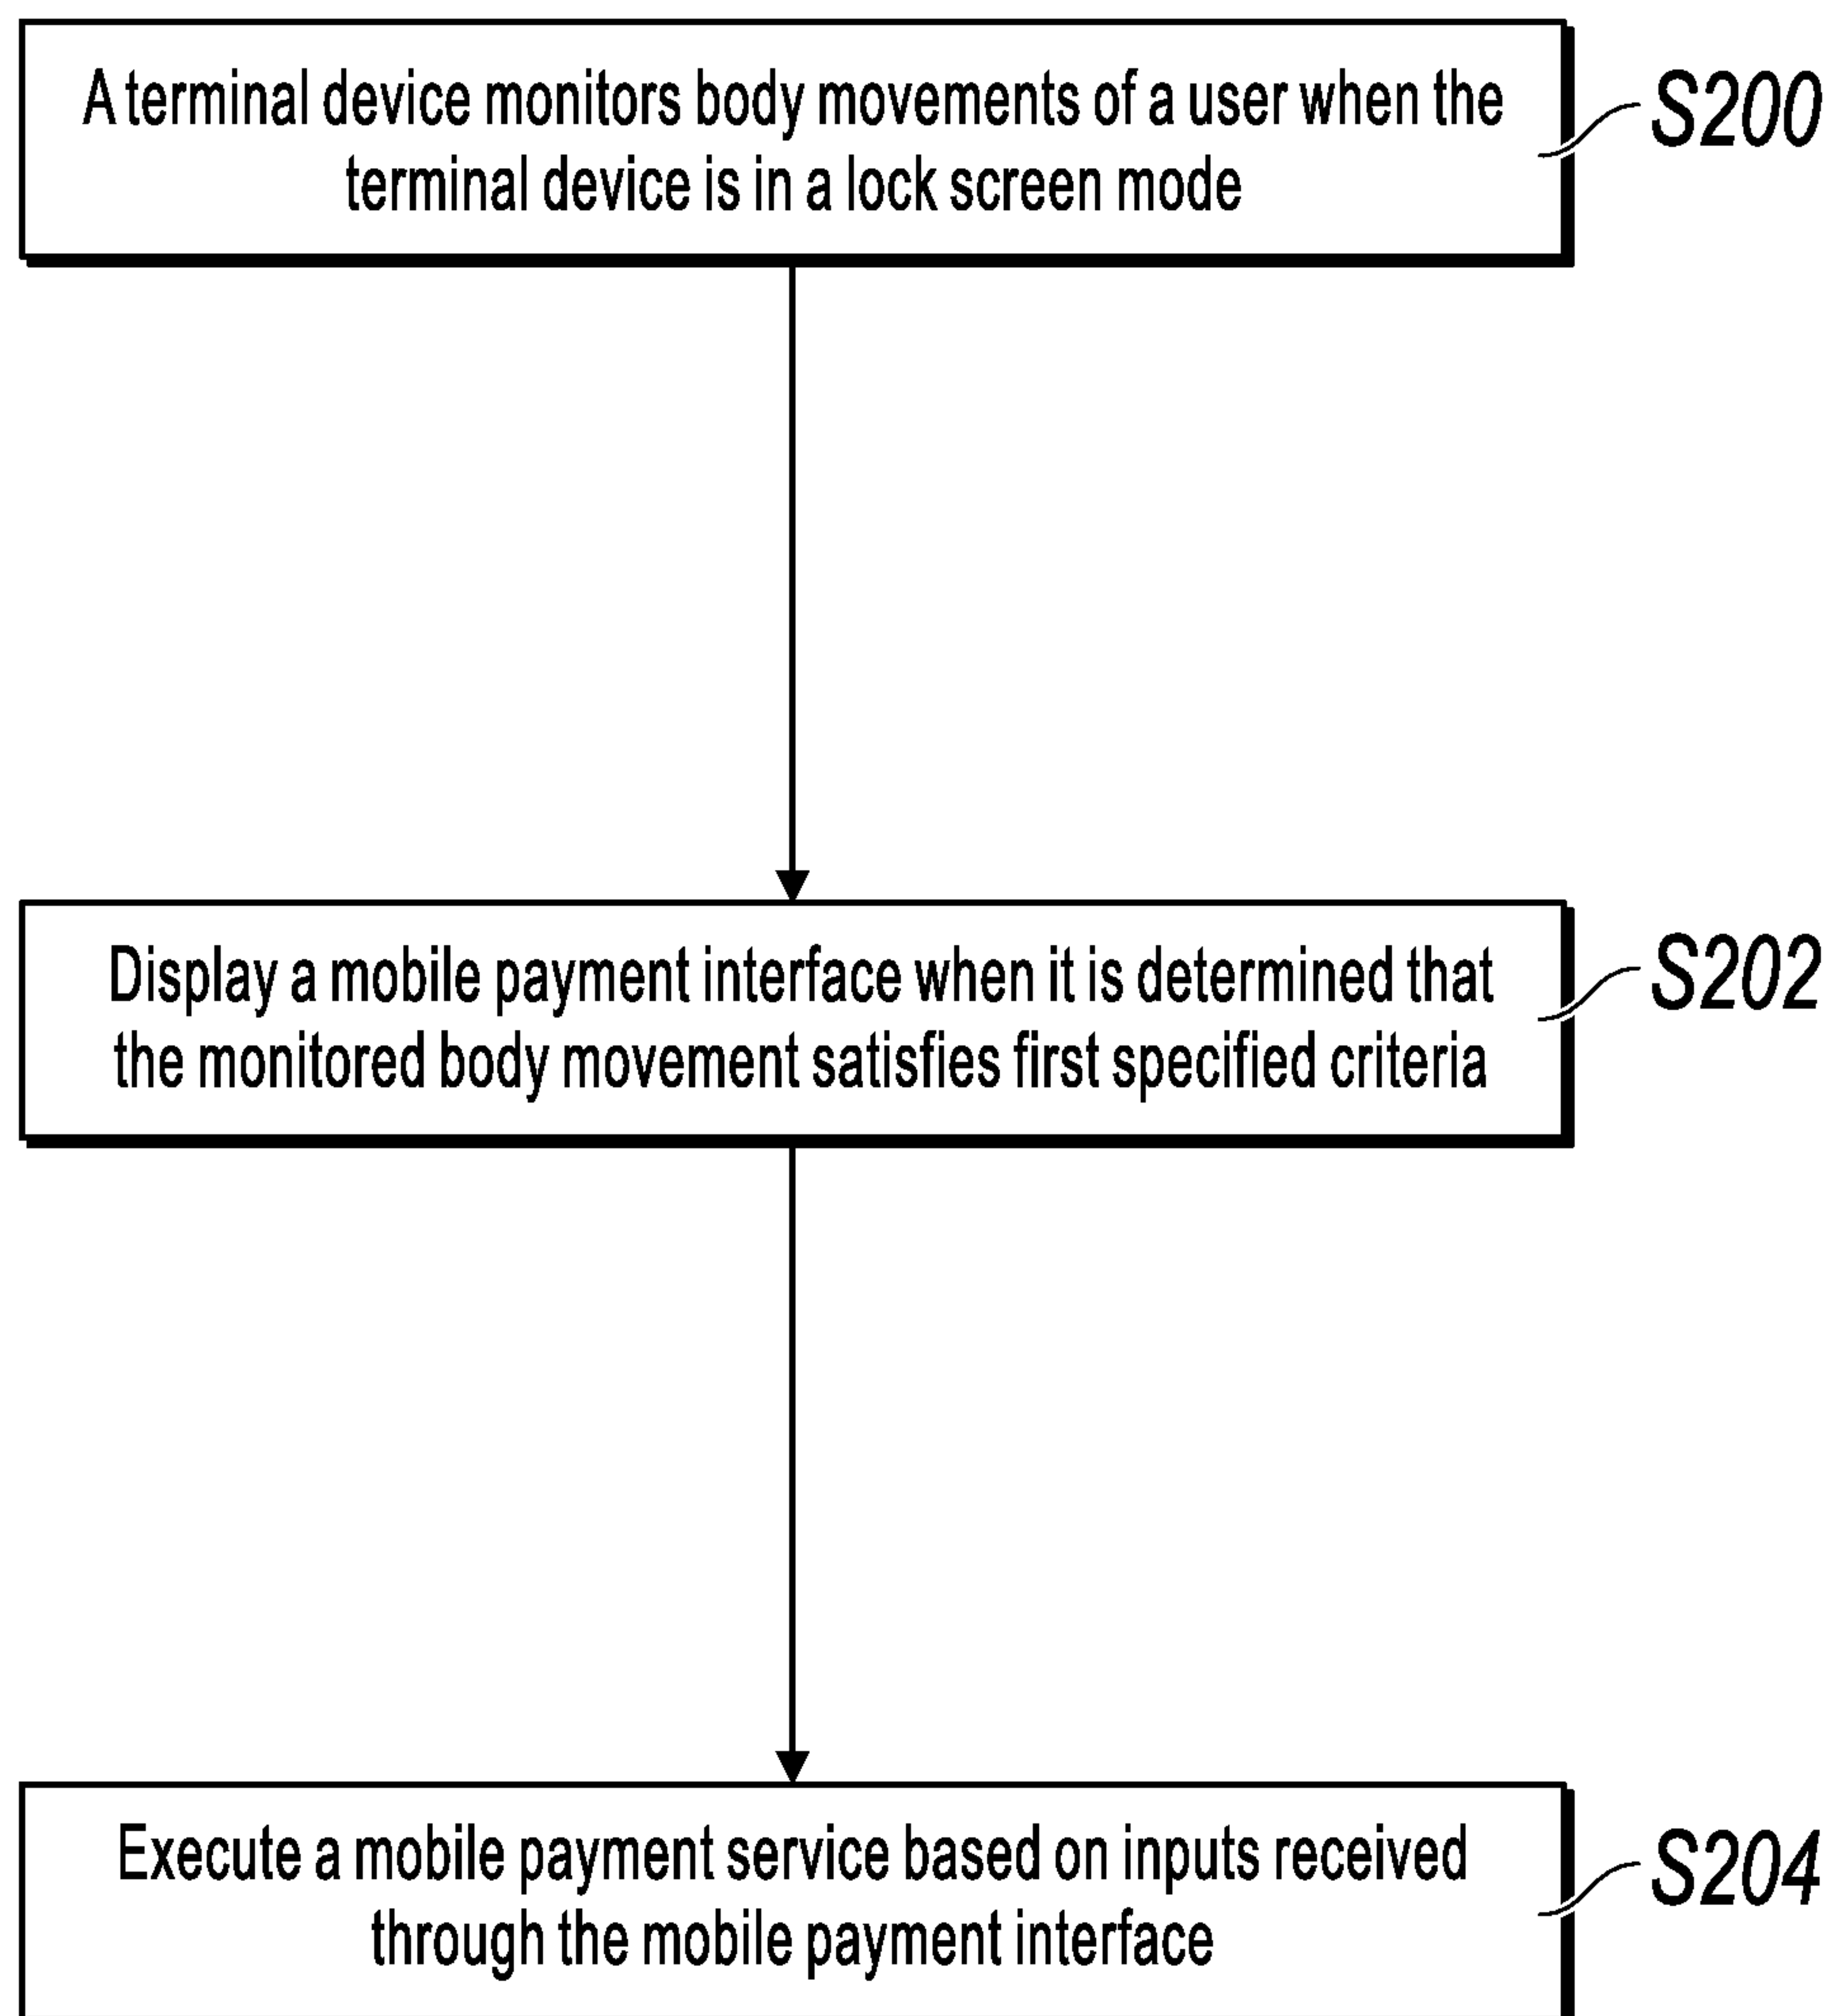 A terminal device monitors body movements of a user when the
terminal device is in a lock screen mode
S200
Display a mobile payment interface when it is determined that
the monitored body movement satisfies first specified criteria
S202
Execute a mobile payment service based on inputs received
through the mobile payment interface
S204